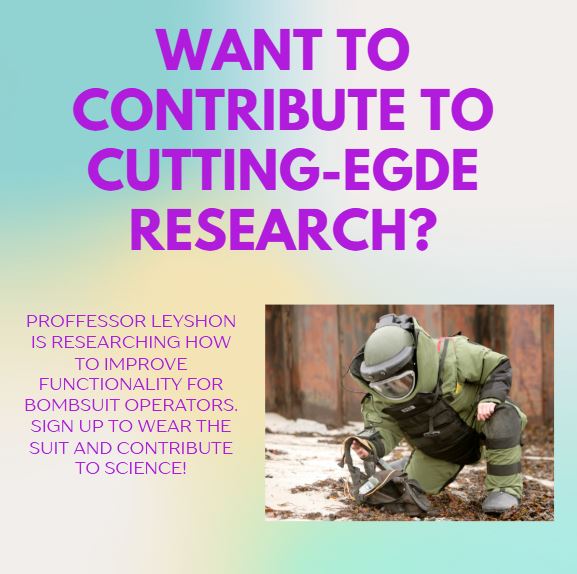 WANT TO
CONTRIBUTE TO
CUTTING-EGDE
RESEARCH?
PROFFESSOR LEYSHON
IS RESEARCHING HOW
TO IMPROVE
FUNCTIONALITY FOR
BOMBSUIT OPERATORS.
SIGN UP TO WEAR THE
SUIT AND CONTRIBUTE
TO SCIENCE!